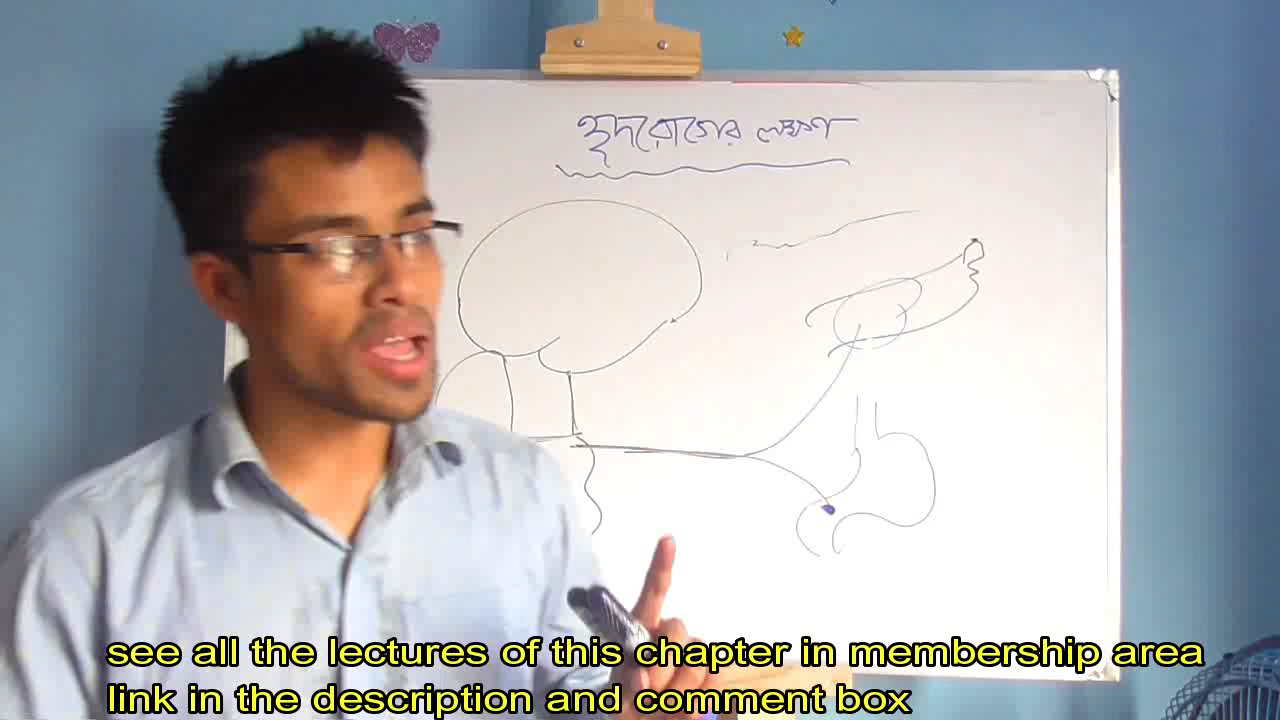 হৃদরোগের লক্ষণ
see all the lectures of this chapter in membership area
link in the description and comment box